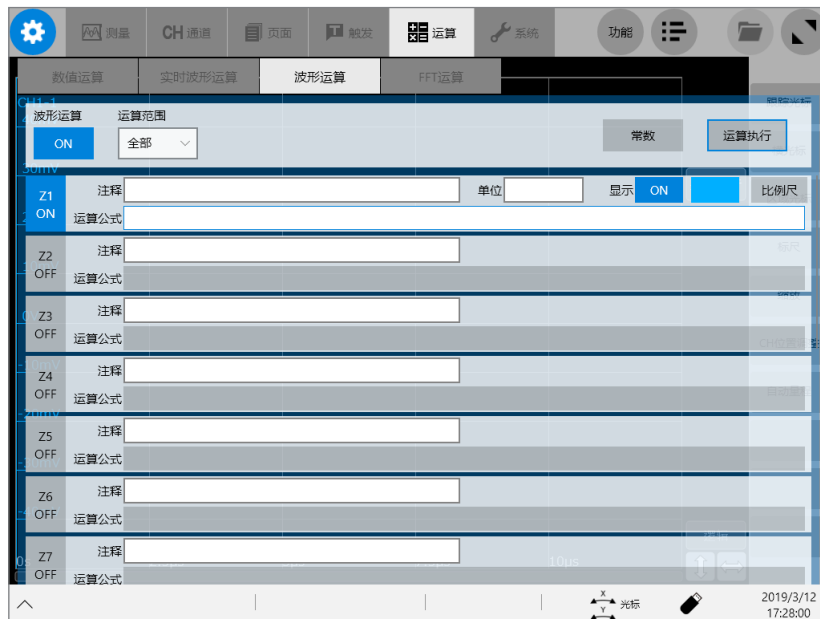 测量 CH 通道 页面 触发 运算 系统 功能
数值运算 实时波形运算 波形运算 FFT运算
CH1-1
波形运算 运算范围
ON 全部 常数 运算执行
Z1 注释 单位 显示 ON 比例尺
ON 运算公式
Z2 注释
OFF 运算公式
Z3 注释
OFF 运算公式
Z4 注释
OFF 运算公式
Z5 注释
OFF 运算公式
Z6 注释
OFF 运算公式
Z7 注释
OFF 运算公式
10µs
X
Y 光标
2019/3/12
17:28:00